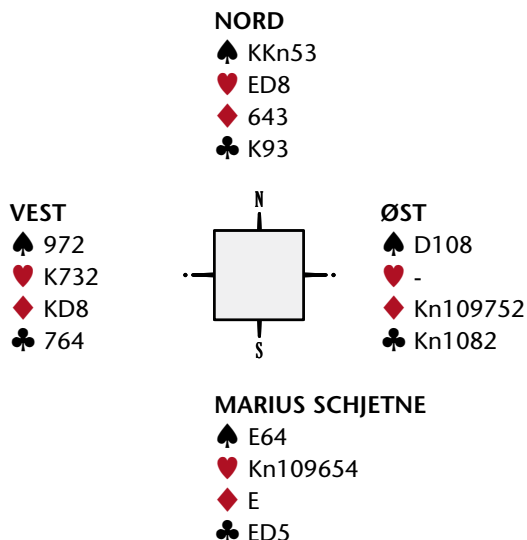 NORD
♠ KKn53
♥ ED8
♦ 643
♣ K93
VEST
♠ 972
♥ K732
♦ KD8
♣ 764
N
S
ØST
♠ D108
♥ -
♦ Kn109752
♣ Kn1082
MARIUS SCHJETNE
♠ E64
♥ Kn109654
♦ E
♣ ED5